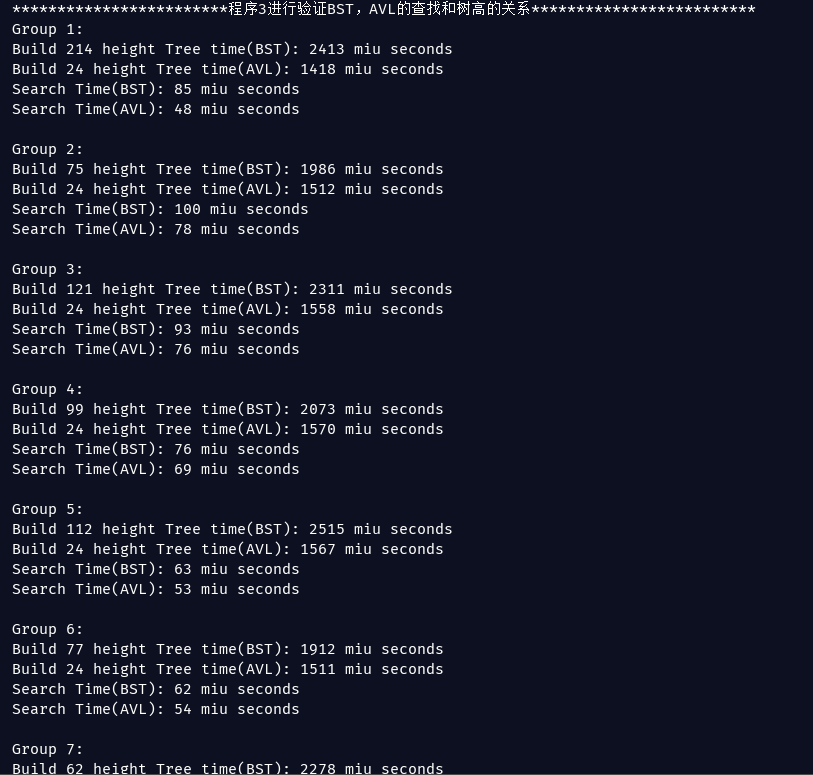 ************************程序3进行验证BST，AVL的查找和树高的关系*************************
Group 1:
Build 214 height Tree time(BST): 2413 miu seconds
Build 24 height Tree time(AVL): 1418 miu seconds
Search Time(BST): 85 miu seconds
Search Time(AVL): 48 miu seconds
Group 2:
Build 75 height Tree time(BST): 1986 miu seconds
Build 24 height Tree time(AVL): 1512 miu seconds
Search Time(BST): 100 miu seconds
Search Time(AVL): 78 miu seconds
Group 3:
Build 121 height Tree time(BST): 2311 miu seconds
Build 24 height Tree time(AVL): 1558 miu seconds
Search Time(BST): 93 miu seconds
Search Time(AVL): 76 miu seconds
Group 4:
Build 99 height Tree time(BST): 2073 miu seconds
Build 24 height Tree time(AVL): 1570 miu seconds
Search Time(BST): 76 miu seconds
Search Time(AVL): 69 miu seconds
Group 5:
Build 112 height Tree time(BST): 2515 miu seconds
Build 24 height Tree time(AVL): 1567 miu seconds
Search Time(BST): 63 miu seconds
Search Time(AVL): 53 miu seconds
Group 6:
Build 77 height Tree time(BST): 1912 miu seconds
Build 24 height Tree time(AVL): 1511 miu seconds
Search Time(BST): 62 miu seconds
Search Time(AVL): 54 miu seconds
Group 7:
Build 62 height Tree time(BST): 2278 miu seconds